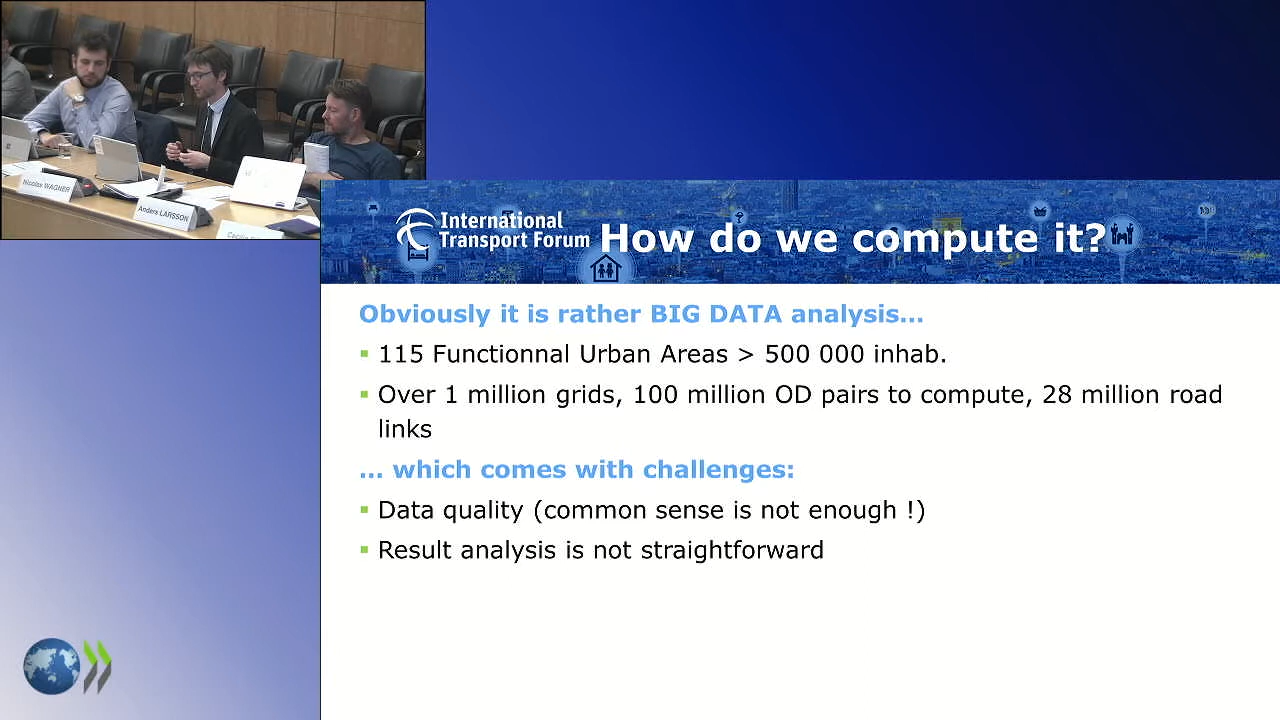 Nicolas WAGNER
Anders LARSSON
International
Transport Forum
How do we compute it?
Obviously it is rather BIG DATA analysis...
115 Functionnal Urban Areas > 500 000 inhab.
Over 1 million grids, 100 million OD pairs to compute, 28 million road
links
... which comes with challenges:
Data quality (common sense is not enough !)
Result analysis is not straightforward